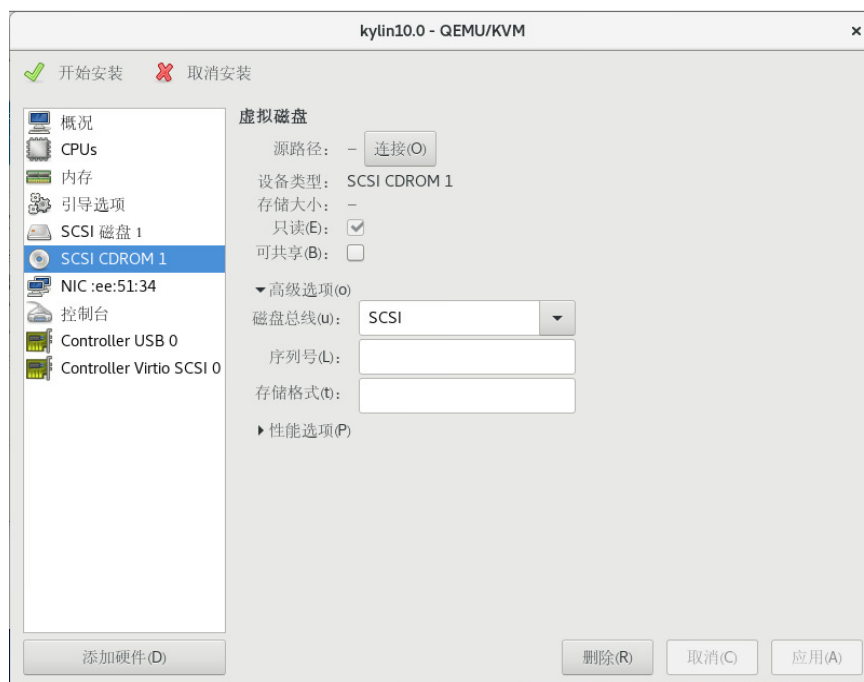 kylin10.0 - QEMU/KVM
开始安装 取消安装
概况
CPUs
内存
引导选项
SCSI 磁盘 1
SCSI CDROM 1
NIC :ee:51:34
控制台
Controller USB 0
Controller Virtio SCSI 0
添加硬件(D)
虚拟磁盘
源路径： – 连接(O)
设备类型： SCSI CDROM 1
存储大小： –
只读(E)：
可共享(B)：
高级选项(o)
磁盘总线(u)： SCSI
序列号(L)：
存储格式(t)：
性能选项(P)
删除(R) 取消(C) 应用(A)